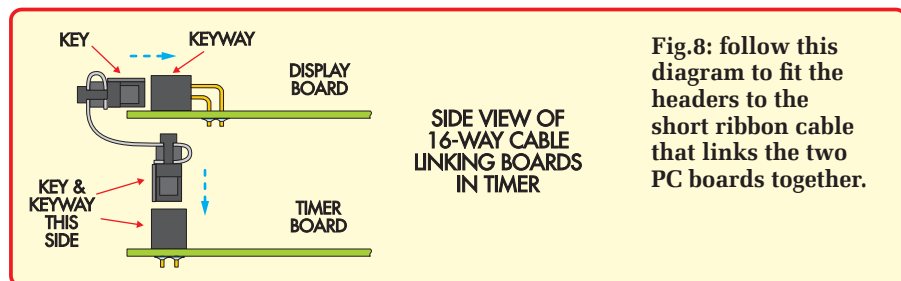 KEY
KEYWAY
DISPLAY
BOARD
KEY &
KEYWAY
THIS
SIDE
TIMER
BOARD
SIDE VIEW OF
16-WAY CABLE
LINKING BOARDS
IN TIMER
Fig.8: follow this
diagram to fit the
headers to the
short ribbon cable
that links the two
PC boards together.